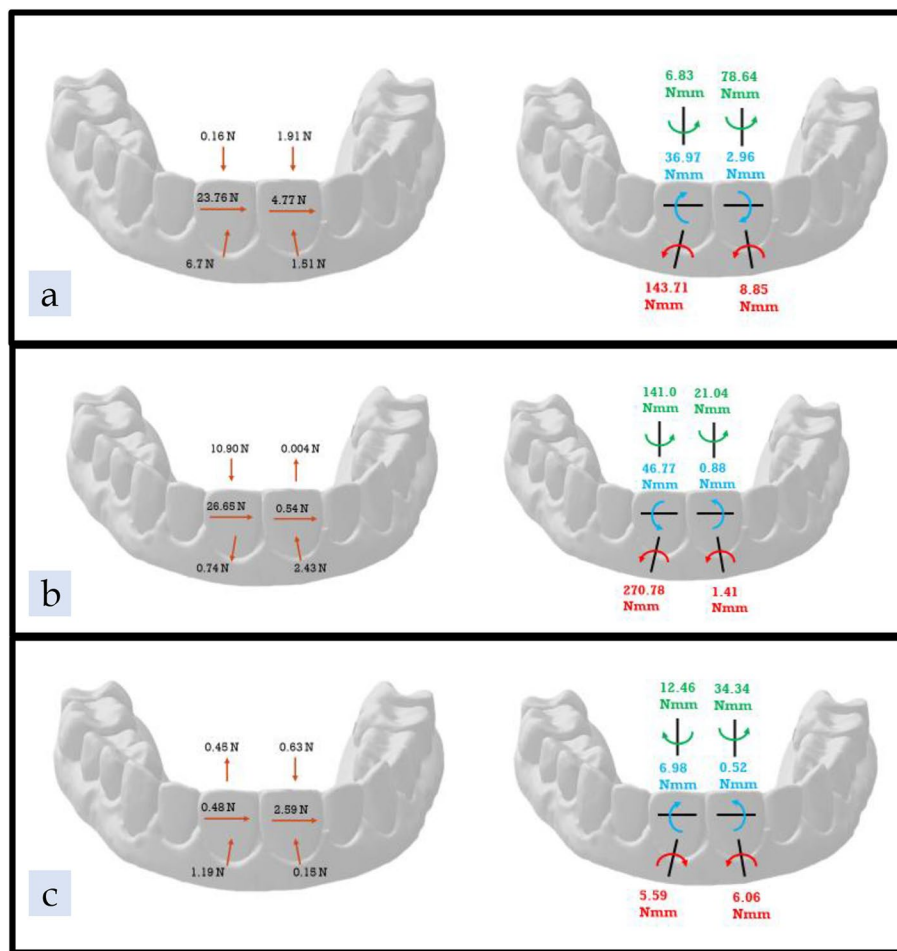 0.16 N 1.91 N
23.76 N 4.77 N
6.7 N 1.51 N
6.83 78.64
Nmm Nmm
36.97 2.96
Nmm Nmm
143.71 8.85
Nmm Nmm
a
10.90 N 0.004 N
26.65 N 0.54 N
0.74 N 2.43 N
141.0 21.04
Nmm Nmm
46.77 0.88
Nmm Nmm
270.78 1.41
Nmm Nmm
b
0.45 N 0.63 N
0.48 N 2.59 N
1.19 N 0.15 N
12.46 34.34
Nmm Nmm
6.98 0.52
Nmm Nmm
5.59 6.06
Nmm Nmm
c